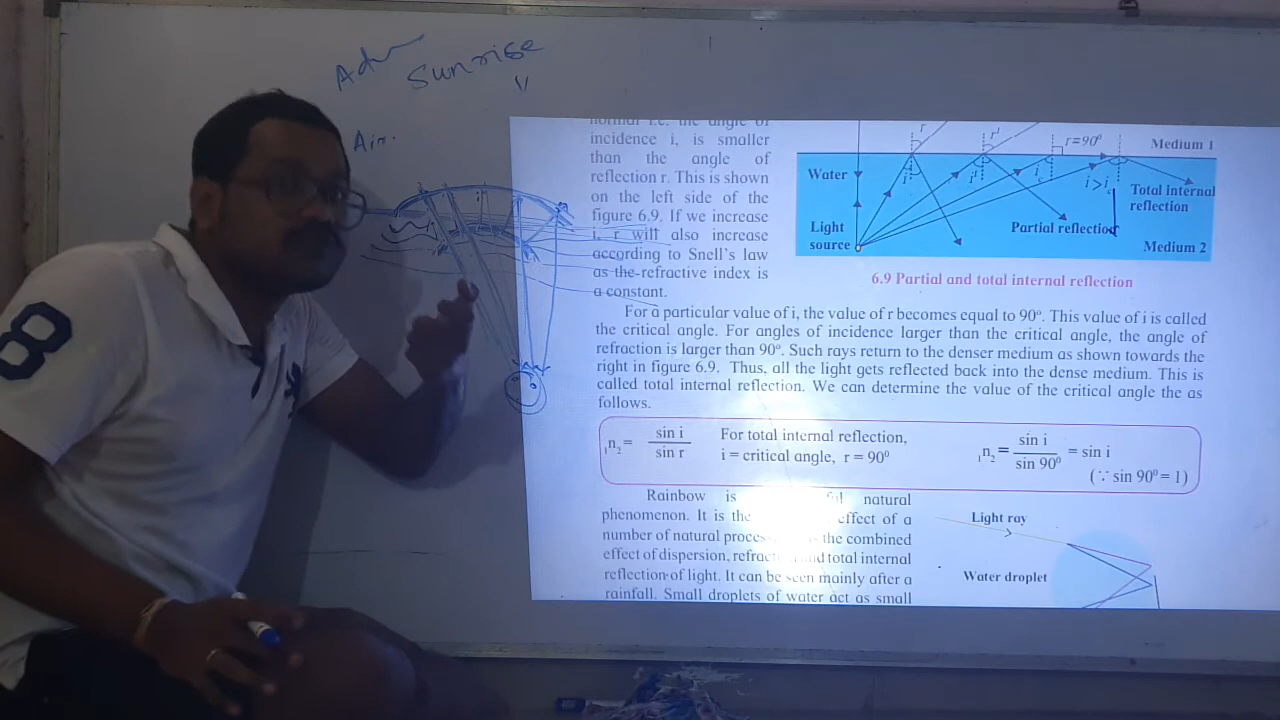 Adv Sunrise
Air
8
normal i.e. the angle of
incidence i, is smaller
than the angle of
reflection r. This is shown
on the left side of the
figure 6.9. If we increase
i, r will also increase
according to Snell's law
as the refractive index is
a constant.
r r' r=90° Medium 1
Water
i i' i c i > i c
Total internal
reflection
Light
source
Partial reflection
Medium 2
6.9 Partial and total internal reflection
For a particular value of i, the value of r becomes equal to 90°. This value of i is called
the critical angle. For angles of incidence larger than the critical angle, the angle of
refraction is larger than 90°. Such rays return to the denser medium as shown towards the
right in figure 6.9. Thus, all the light gets reflected back into the dense medium. This is
called total internal reflection. We can determine the value of the critical angle the as
follows.
₁n₂ = sin i / sin r
For total internal reflection,
i = critical angle, r = 90°
₁n₂ = sin i / sin 90° = sin i
(∵ sin 90° = 1)
Rainbow is natural
phenomenon. It is the effect of a
number of natural the combined
effect of dispersion, total internal
reflection of light. It can be seen mainly after a
rainfall. Small droplets of water act as small
Light ray
Water droplet